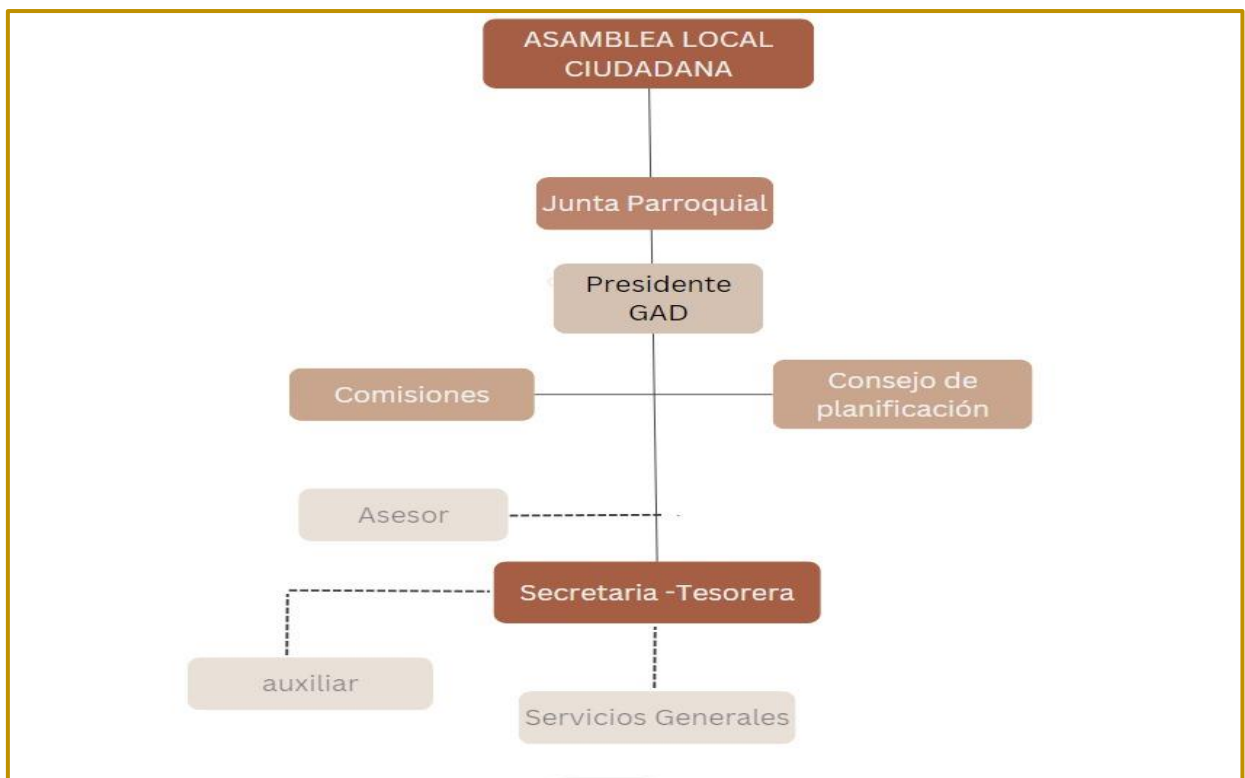 ASAMBLEA LOCAL
CIUDADANA
Junta Parroquial
Presidente
GAD
Comisiones
Consejo de
planificación
Asesor
Secretaria -Tesorera
auxiliar
Servicios Generales